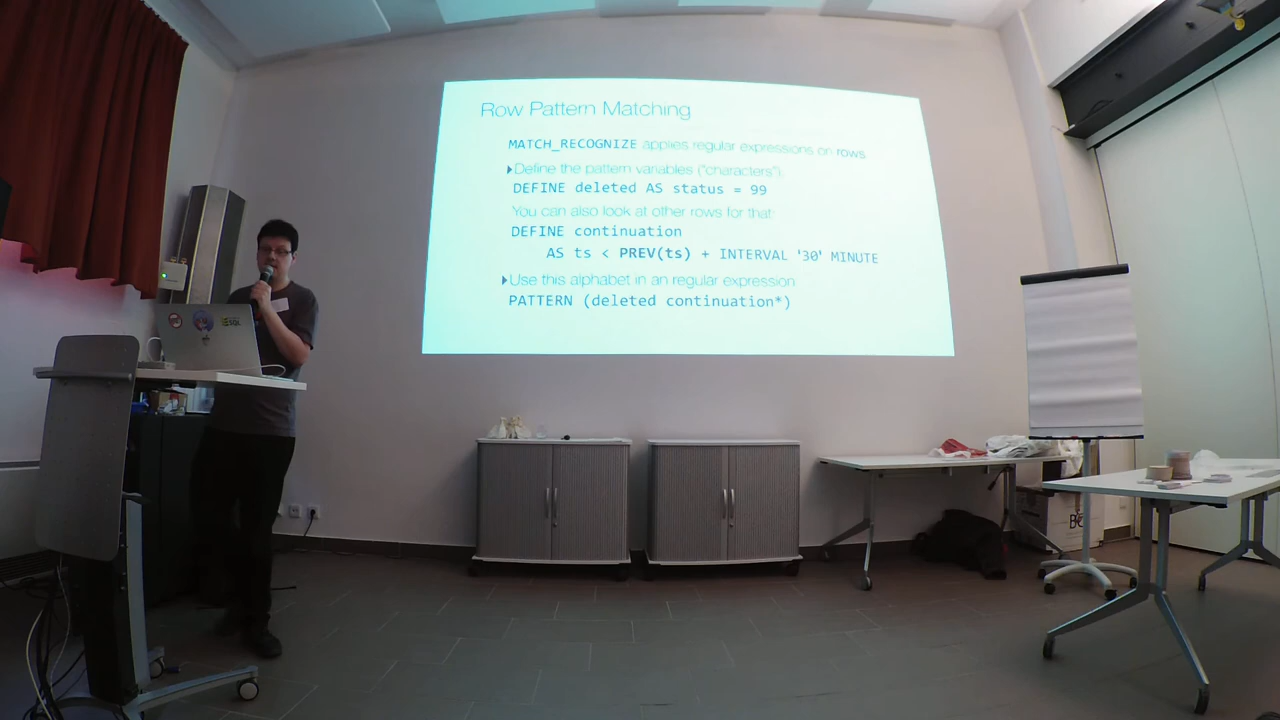 Row Pattern Matching
MATCH_RECOGNIZE applies regular expressions on rows
Define the pattern variables ("characters"):
DEFINE deleted AS status = 99
You can also look at other rows for that:
DEFINE continuation
AS ts < PREV(ts) + INTERVAL '30' MINUTE
Use this alphabet in an regular expression
PATTERN (deleted continuation*)
SQL